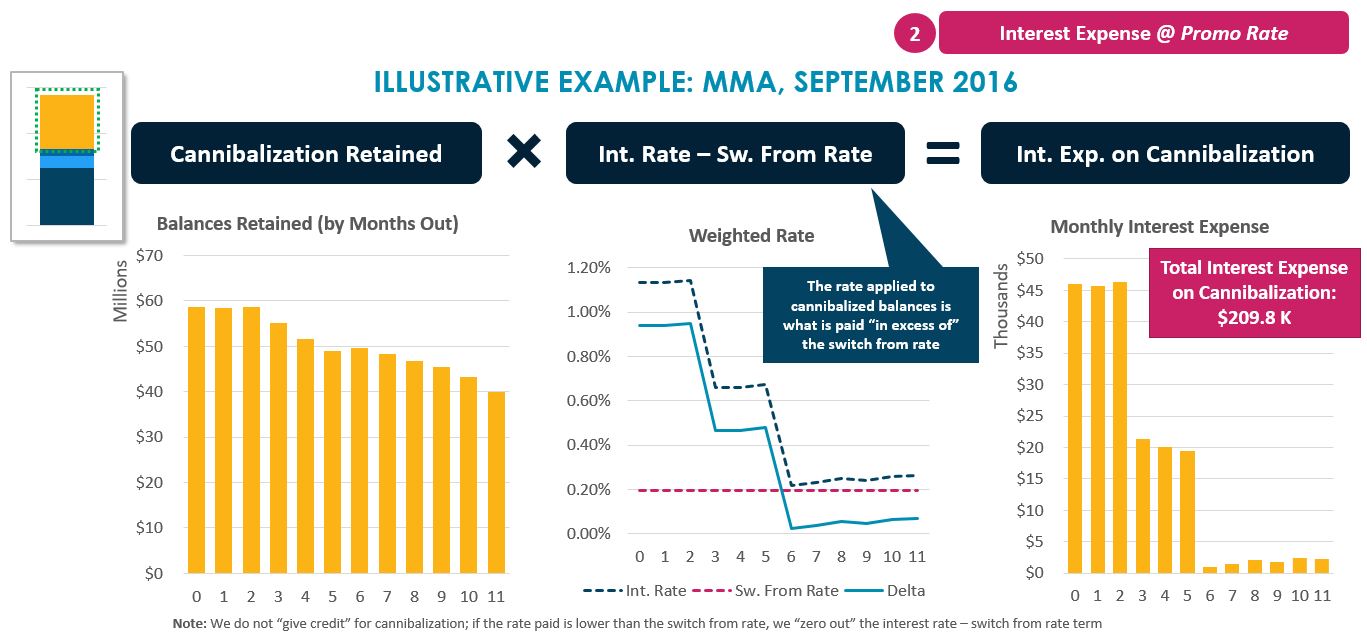 2
Interest Expense @ Promo Rate
ILLUSTRATIVE EXAMPLE: MMA, SEPTEMBER 2016
Cannibalization Retained
×
Int. Rate – Sw. From Rate
=
Int. Exp. on Cannibalization
Balances Retained (by Months Out)
Millions
$70
$60
$50
$40
$30
$20
$10
$0
0 1 2 3 4 5 6 7 8 9 10 11
Weighted Rate
The rate applied to
cannibalized balances is
what is paid “in excess of”
the switch from rate
1.20%
1.00%
0.80%
0.60%
0.40%
0.20%
0.00%
0 1 2 3 4 5 6 7 8 9 10 11
Int. Rate Sw. From Rate Delta
Monthly Interest Expense
Total Interest Expense
on Cannibalization:
$209.8 K
Thousands
$50
$45
$40
$35
$30
$25
$20
$15
$10
$5
$0
0 1 2 3 4 5 6 7 8 9 10 11
Note: We do not “give credit” for cannibalization; if the rate paid is lower than the switch from rate, we “zero out” the interest rate – switch from rate term